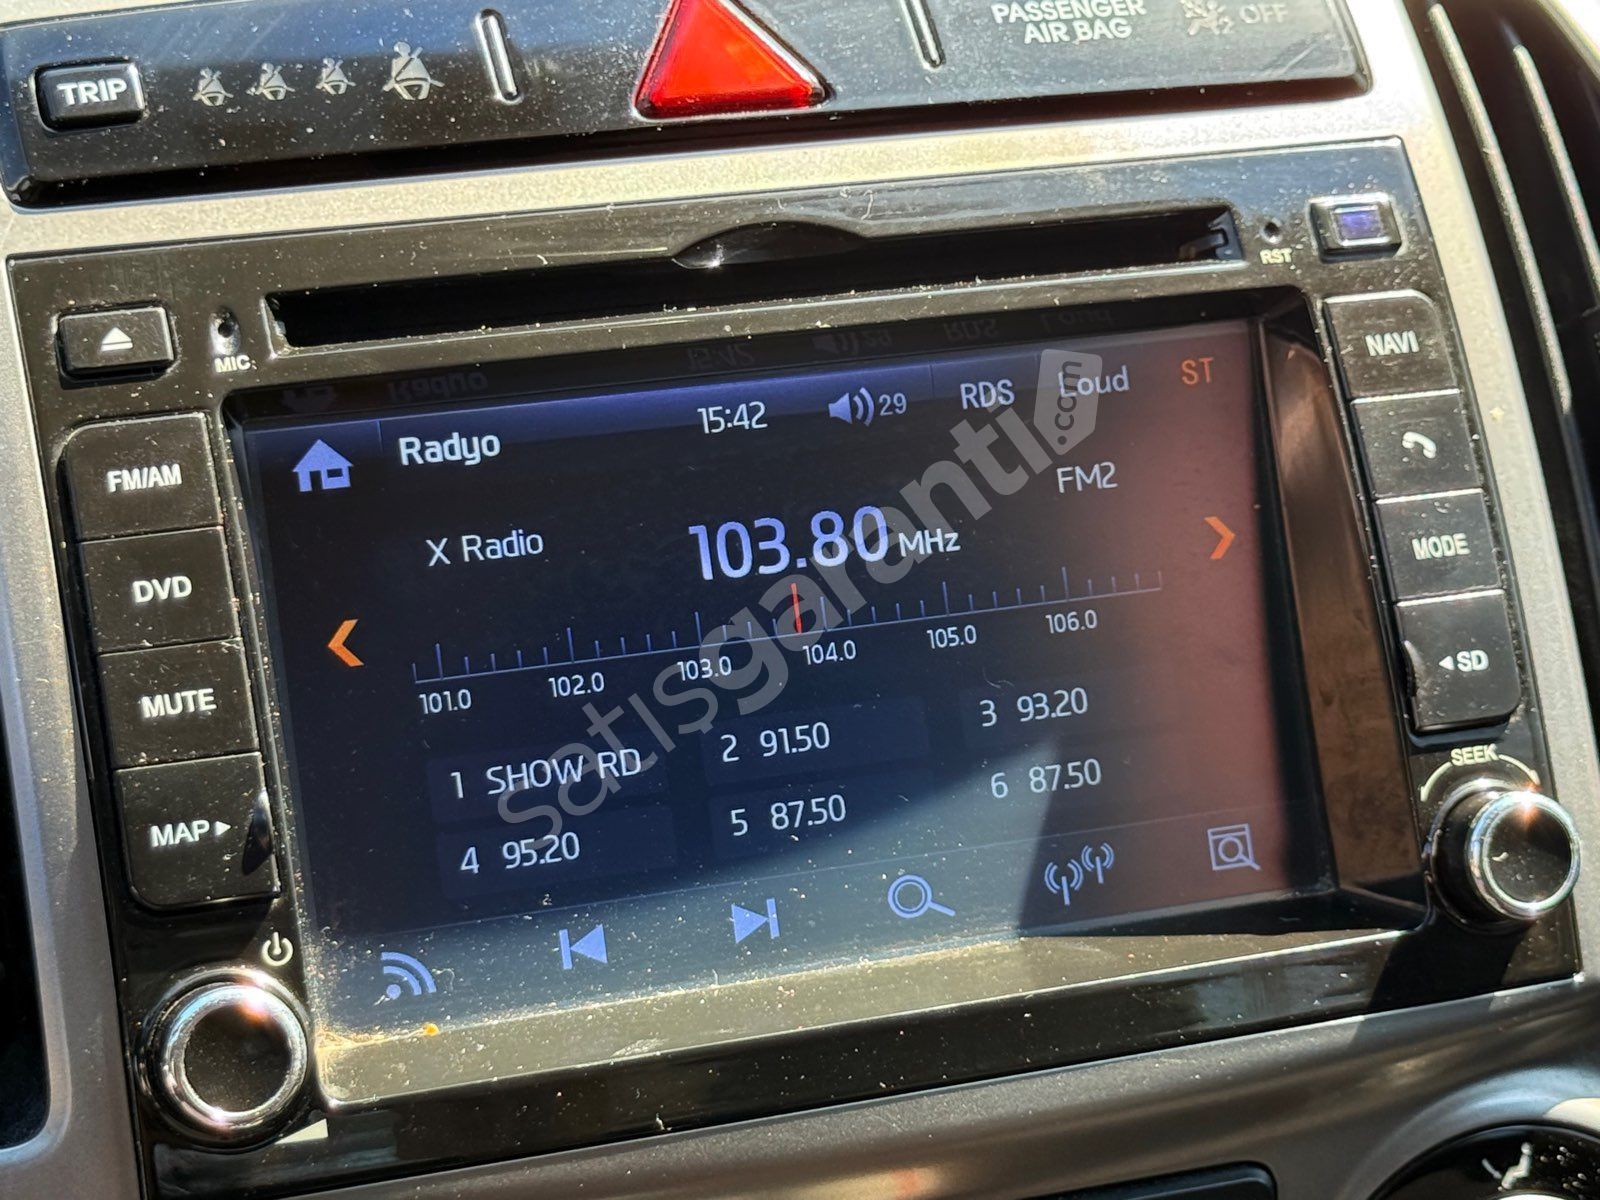 PASSENGER
AIR BAG
OFF
2
TRIP
RST
MIC
NAVI
FM/AM
DVD
MUTE
MAP
MODE
SD
SEEK
Radyo
15:42
29
RDS
Loud
ST
X Radio
103.80 MHz
FM2
101.0 102.0 103.0 104.0 105.0 106.0
1 SHOW RD
2 91.50
3 93.20
4 95.20
5 87.50
6 87.50
satışgaranti.com